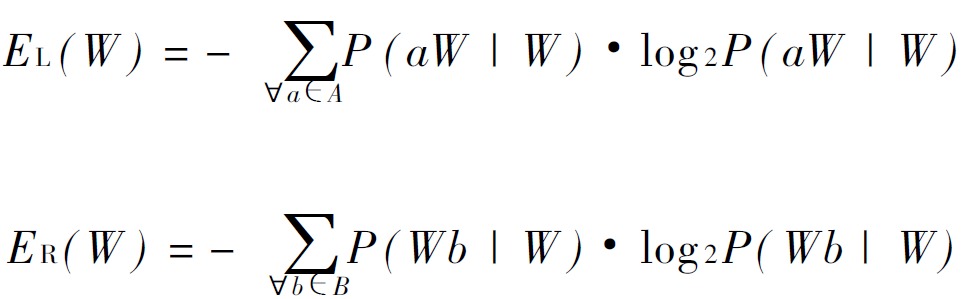 E_L(W) = − ∑_{∀a∈A} P(aW | W) • log_2 P(aW | W)
E_R(W) = − ∑_{∀b∈B} P(Wb | W) • log_2 P(Wb | W)